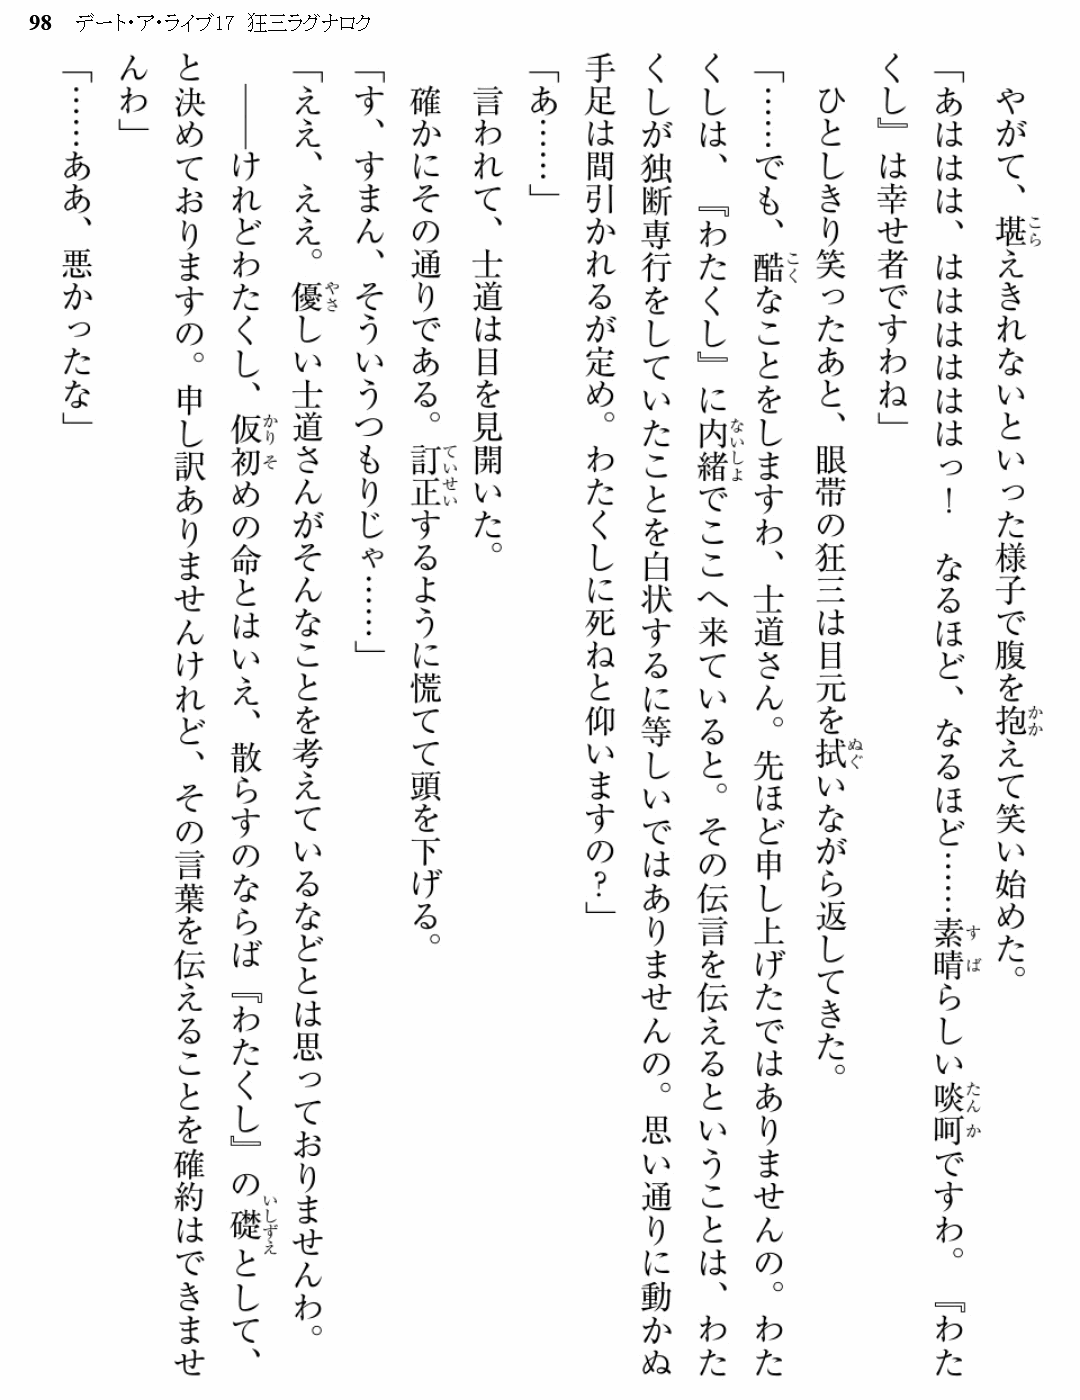 98 デート・ア・ライブ17 狂三ラグナロク
やがて、堪えきれないといった様子で腹を抱えて笑い始めた。
「あははは、はははははっ！　なるほど、なるほど……素晴らしい啖呵ですわ。『わた
くし』は幸せ者ですわね」
ひとしきり笑ったあと、眼帯の狂三は目元を拭いながら返してきた。
「……でも、酷なことをしますわ、士道さん。先ほど申し上げたではありませんの。わた
くしは、『わたくし』に内緒でここへ来ていると。その伝言を伝えるということは、わた
くしが独断専行をしていたことを白状するに等しいではありませんの。思い通りに動かぬ
手足は間引かれるが定め。わたくしに死ねと仰いますの？」
「あ……」
言われて、士道は目を見開いた。
確かにその通りである。訂正するように慌てて頭を下げる。
「す、すまん、そういうつもりじゃ……」
「ええ、ええ。優しい士道さんがそんなことを考えているなどとは思っておりませんわ。
――けれどわたくし、仮初めの命とはいえ、散らすのならば『わたくし』の礎として、
と決めておりますの。申し訳ありませんけれど、その言葉を伝えることを確約はできませ
んわ」
「……ああ、悪かったな」